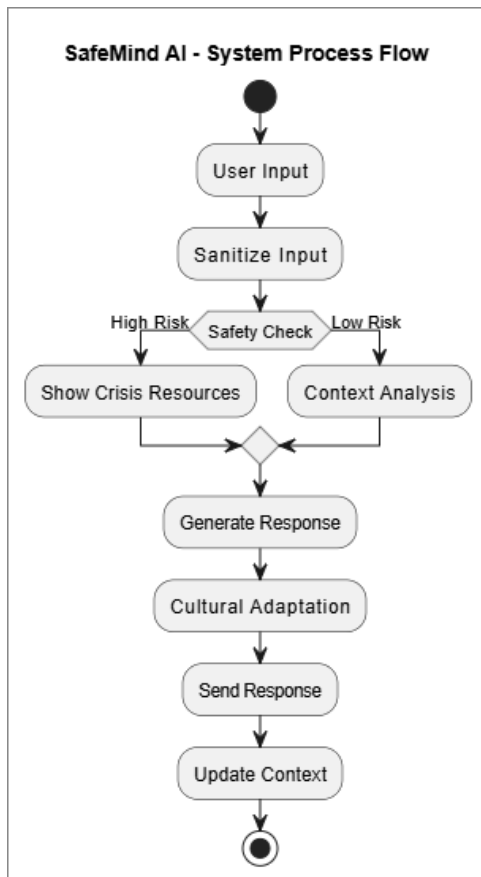 SafeMind AI - System Process Flow
User Input
Sanitize Input
High Risk
Safety Check
Low Risk
Show Crisis Resources
Context Analysis
Generate Response
Cultural Adaptation
Send Response
Update Context